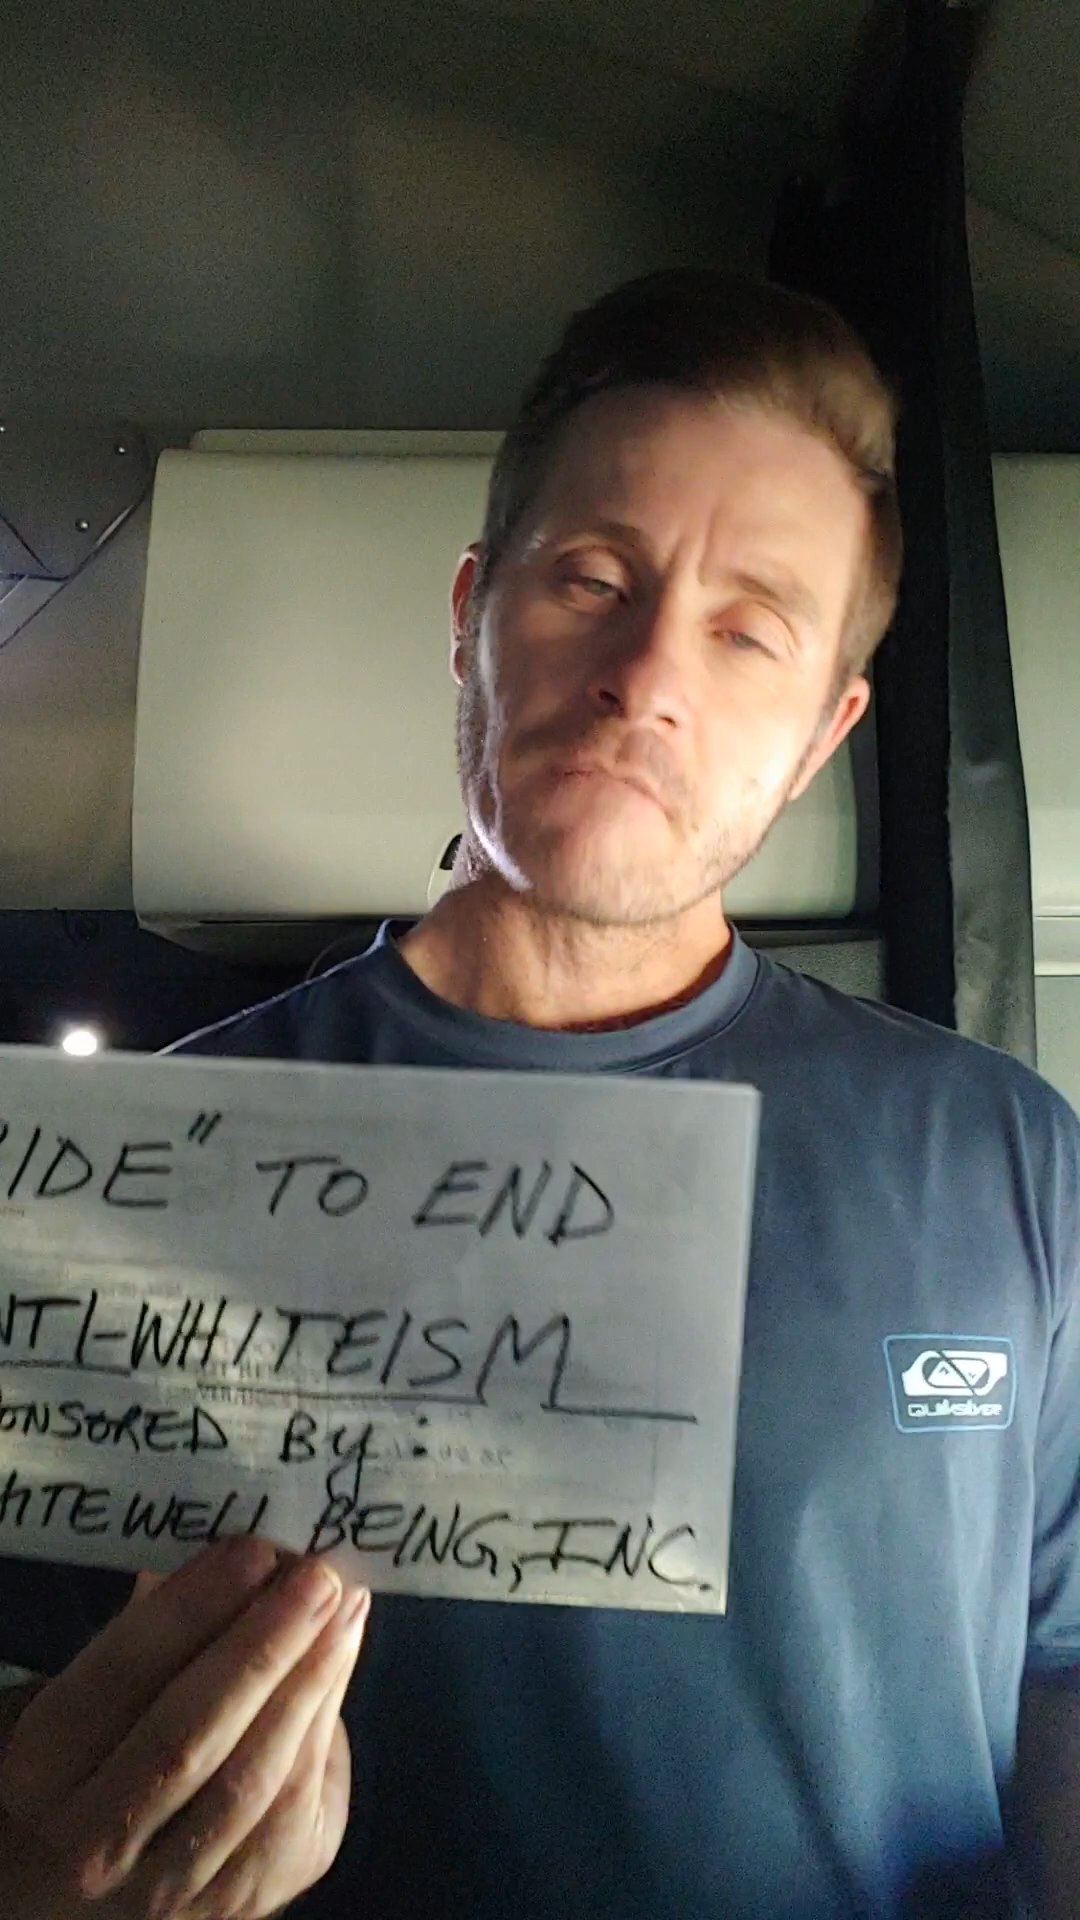 IDE" TO END
NTI-WHITEISM
ONSORED By:
HITEWELL BEING, INC.
QUIKSILVER